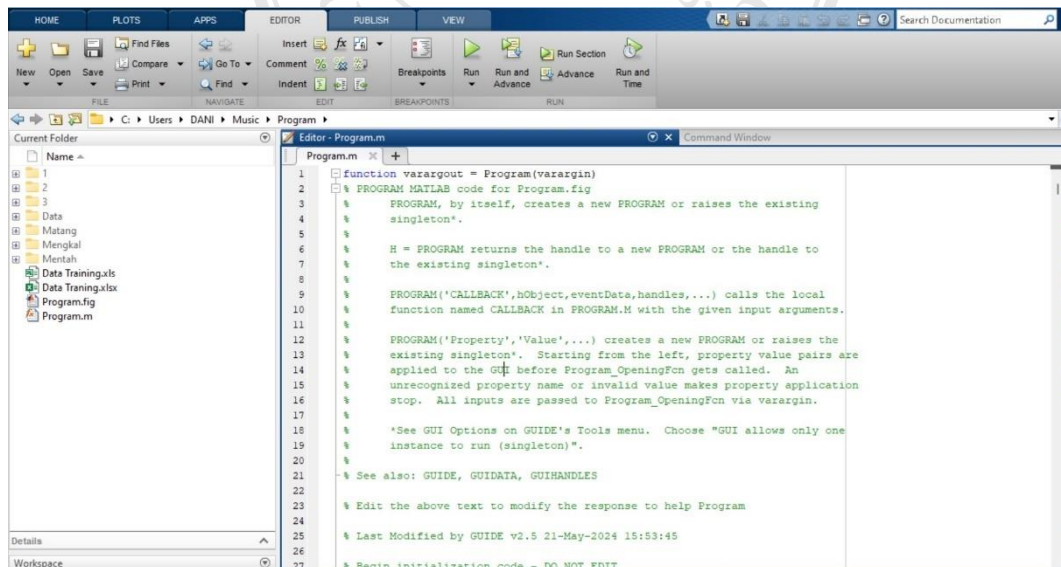 HOME PLOTS APPS EDITOR PUBLISH VIEW
Search Documentation
New Open Save
Find Files
Compare
Print
Go To
Find
Insert fx
Comment
Indent
Breakpoints
Run
Run and Advance
Run Section
Advance
Run and Time
FILE NAVIGATE EDIT BREAKPOINTS RUN
C: Users DANI Music Program
Current Folder
Name
1
2
3
Data
Matang
Mengkal
Mentah
Data Training.xls
Data Traning.xlsx
Program.fig
Program.m
Details
Workspace
Editor - Program.m
Command Window
Program.m
1 function varargout = Program(varargin)
2 % PROGRAM MATLAB code for Program.fig
3 % PROGRAM, by itself, creates a new PROGRAM or raises the existing
4 % singleton*.
5 %
6 % H = PROGRAM returns the handle to a new PROGRAM or the handle to
7 % the existing singleton*.
8 %
9 % PROGRAM('CALLBACK',hObject,eventData,handles,...) calls the local
10 % function named CALLBACK in PROGRAM.M with the given input arguments.
11 %
12 % PROGRAM('Property','Value',...) creates a new PROGRAM or raises the
13 % existing singleton*. Starting from the left, property value pairs are
14 % applied to the GUI before Program_OpeningFcn gets called. An
15 % unrecognized property name or invalid value makes property application
16 % stop. All inputs are passed to Program_OpeningFcn via varargin.
17 %
18 % *See GUI Options on GUIDE's Tools menu. Choose "GUI allows only one
19 % instance to run (singleton)".
20 %
21 % See also: GUIDE, GUIDATA, GUIHANDLES
22
23 % Edit the above text to modify the response to help Program
24
25 % Last Modified by GUIDE v2.5 21-May-2024 15:53:45
26
27 % Begin initialization code - DO NOT EDIT